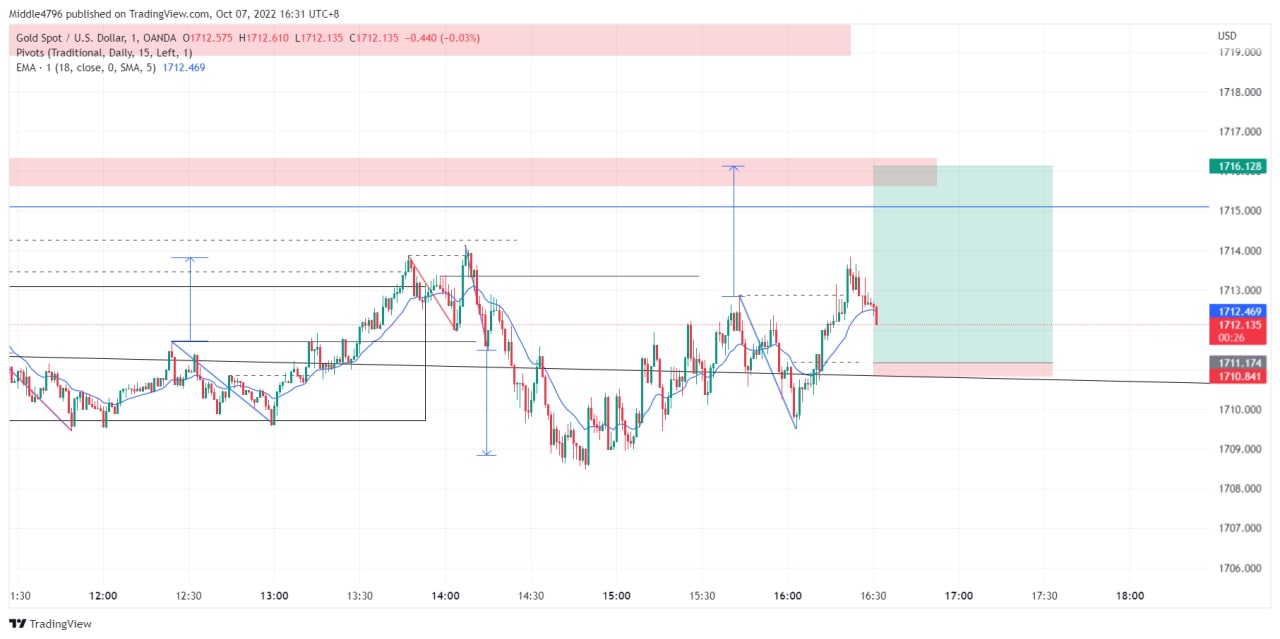 Middle4796 published on TradingView.com, Oct 07, 2022 16:31 UTC+8
Gold Spot / U.S. Dollar, 1, OANDA O1712.575 H1712.610 L1712.135 C1712.135 −0.440 (−0.03%)
Pivots (Traditional, Daily, 15, Left, 1)
EMA · 1 (18, close, 0, SMA, 5) 1712.469
USD
1719.000
1718.000
1717.000
1716.128
1715.000
1714.000
1713.000
1712.469
1712.135
00:26
1711.174
1710.841
1710.000
1709.000
1708.000
1707.000
1706.000
1:30 12:00 12:30 13:00 13:30 14:00 14:30 15:00 15:30 16:00 16:30 17:00 17:30 18:00
TradingView